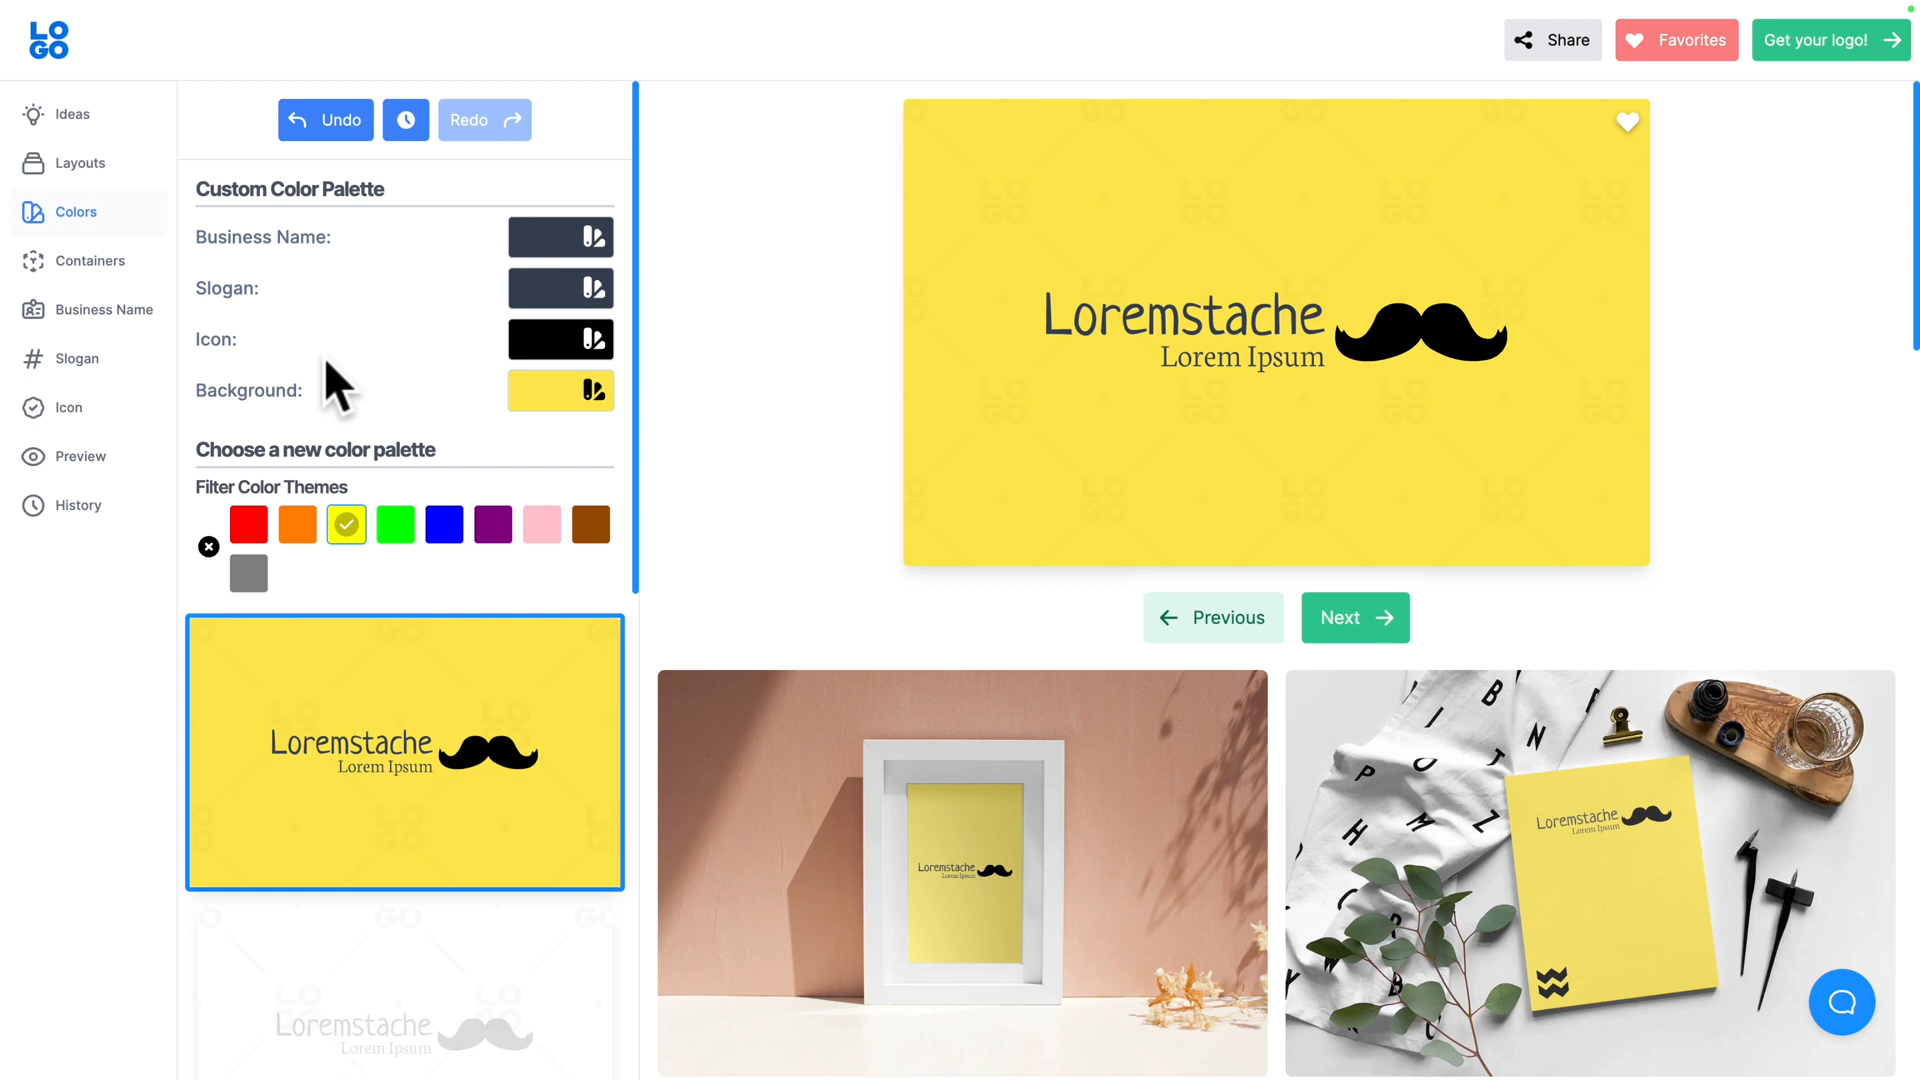 LO
GO
Share
Favorites
Get your logo!
Ideas
Layouts
Colors
Containers
Business Name
Slogan
Icon
Preview
History
Undo
Redo
Custom Color Palette
Business Name:
Slogan:
Icon:
Background:
Choose a new color palette
Filter Color Themes
Loremstache
Lorem Ipsum
Loremstache
Lorem Ipsum
Loremstache
Lorem Ipsum
Previous
Next
Loremstache
Lorem Ipsum
Loremstache
Lorem Ipsum